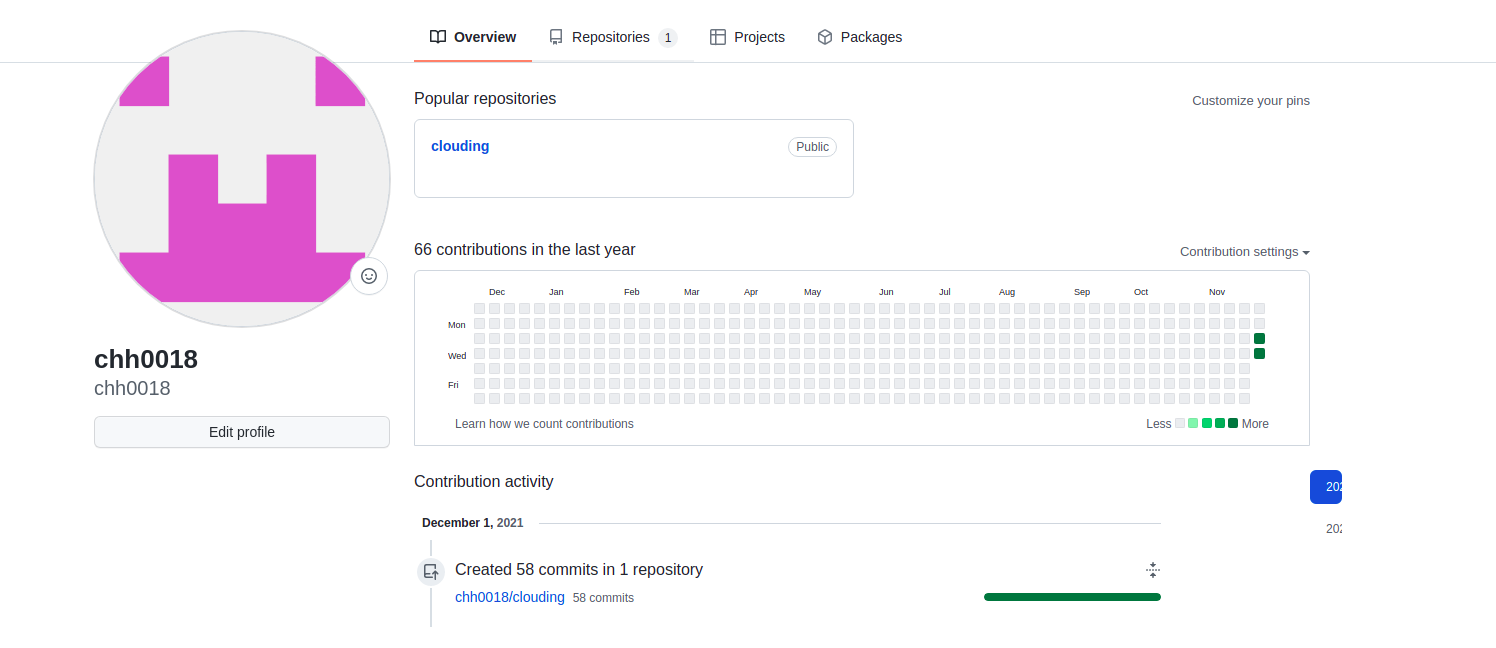 Overview Repositories 1 Projects Packages
Popular repositories
Customize your pins
clouding
Public
66 contributions in the last year
Contribution settings
Dec Jan Feb Mar Apr May Jun Jul Aug Sep Oct Nov
Mon
Wed
Fri
Learn how we count contributions
Less More
chh0018
chh0018
Edit profile
Contribution activity
202
December 1, 2021
202
Created 58 commits in 1 repository
chh0018/clouding 58 commits